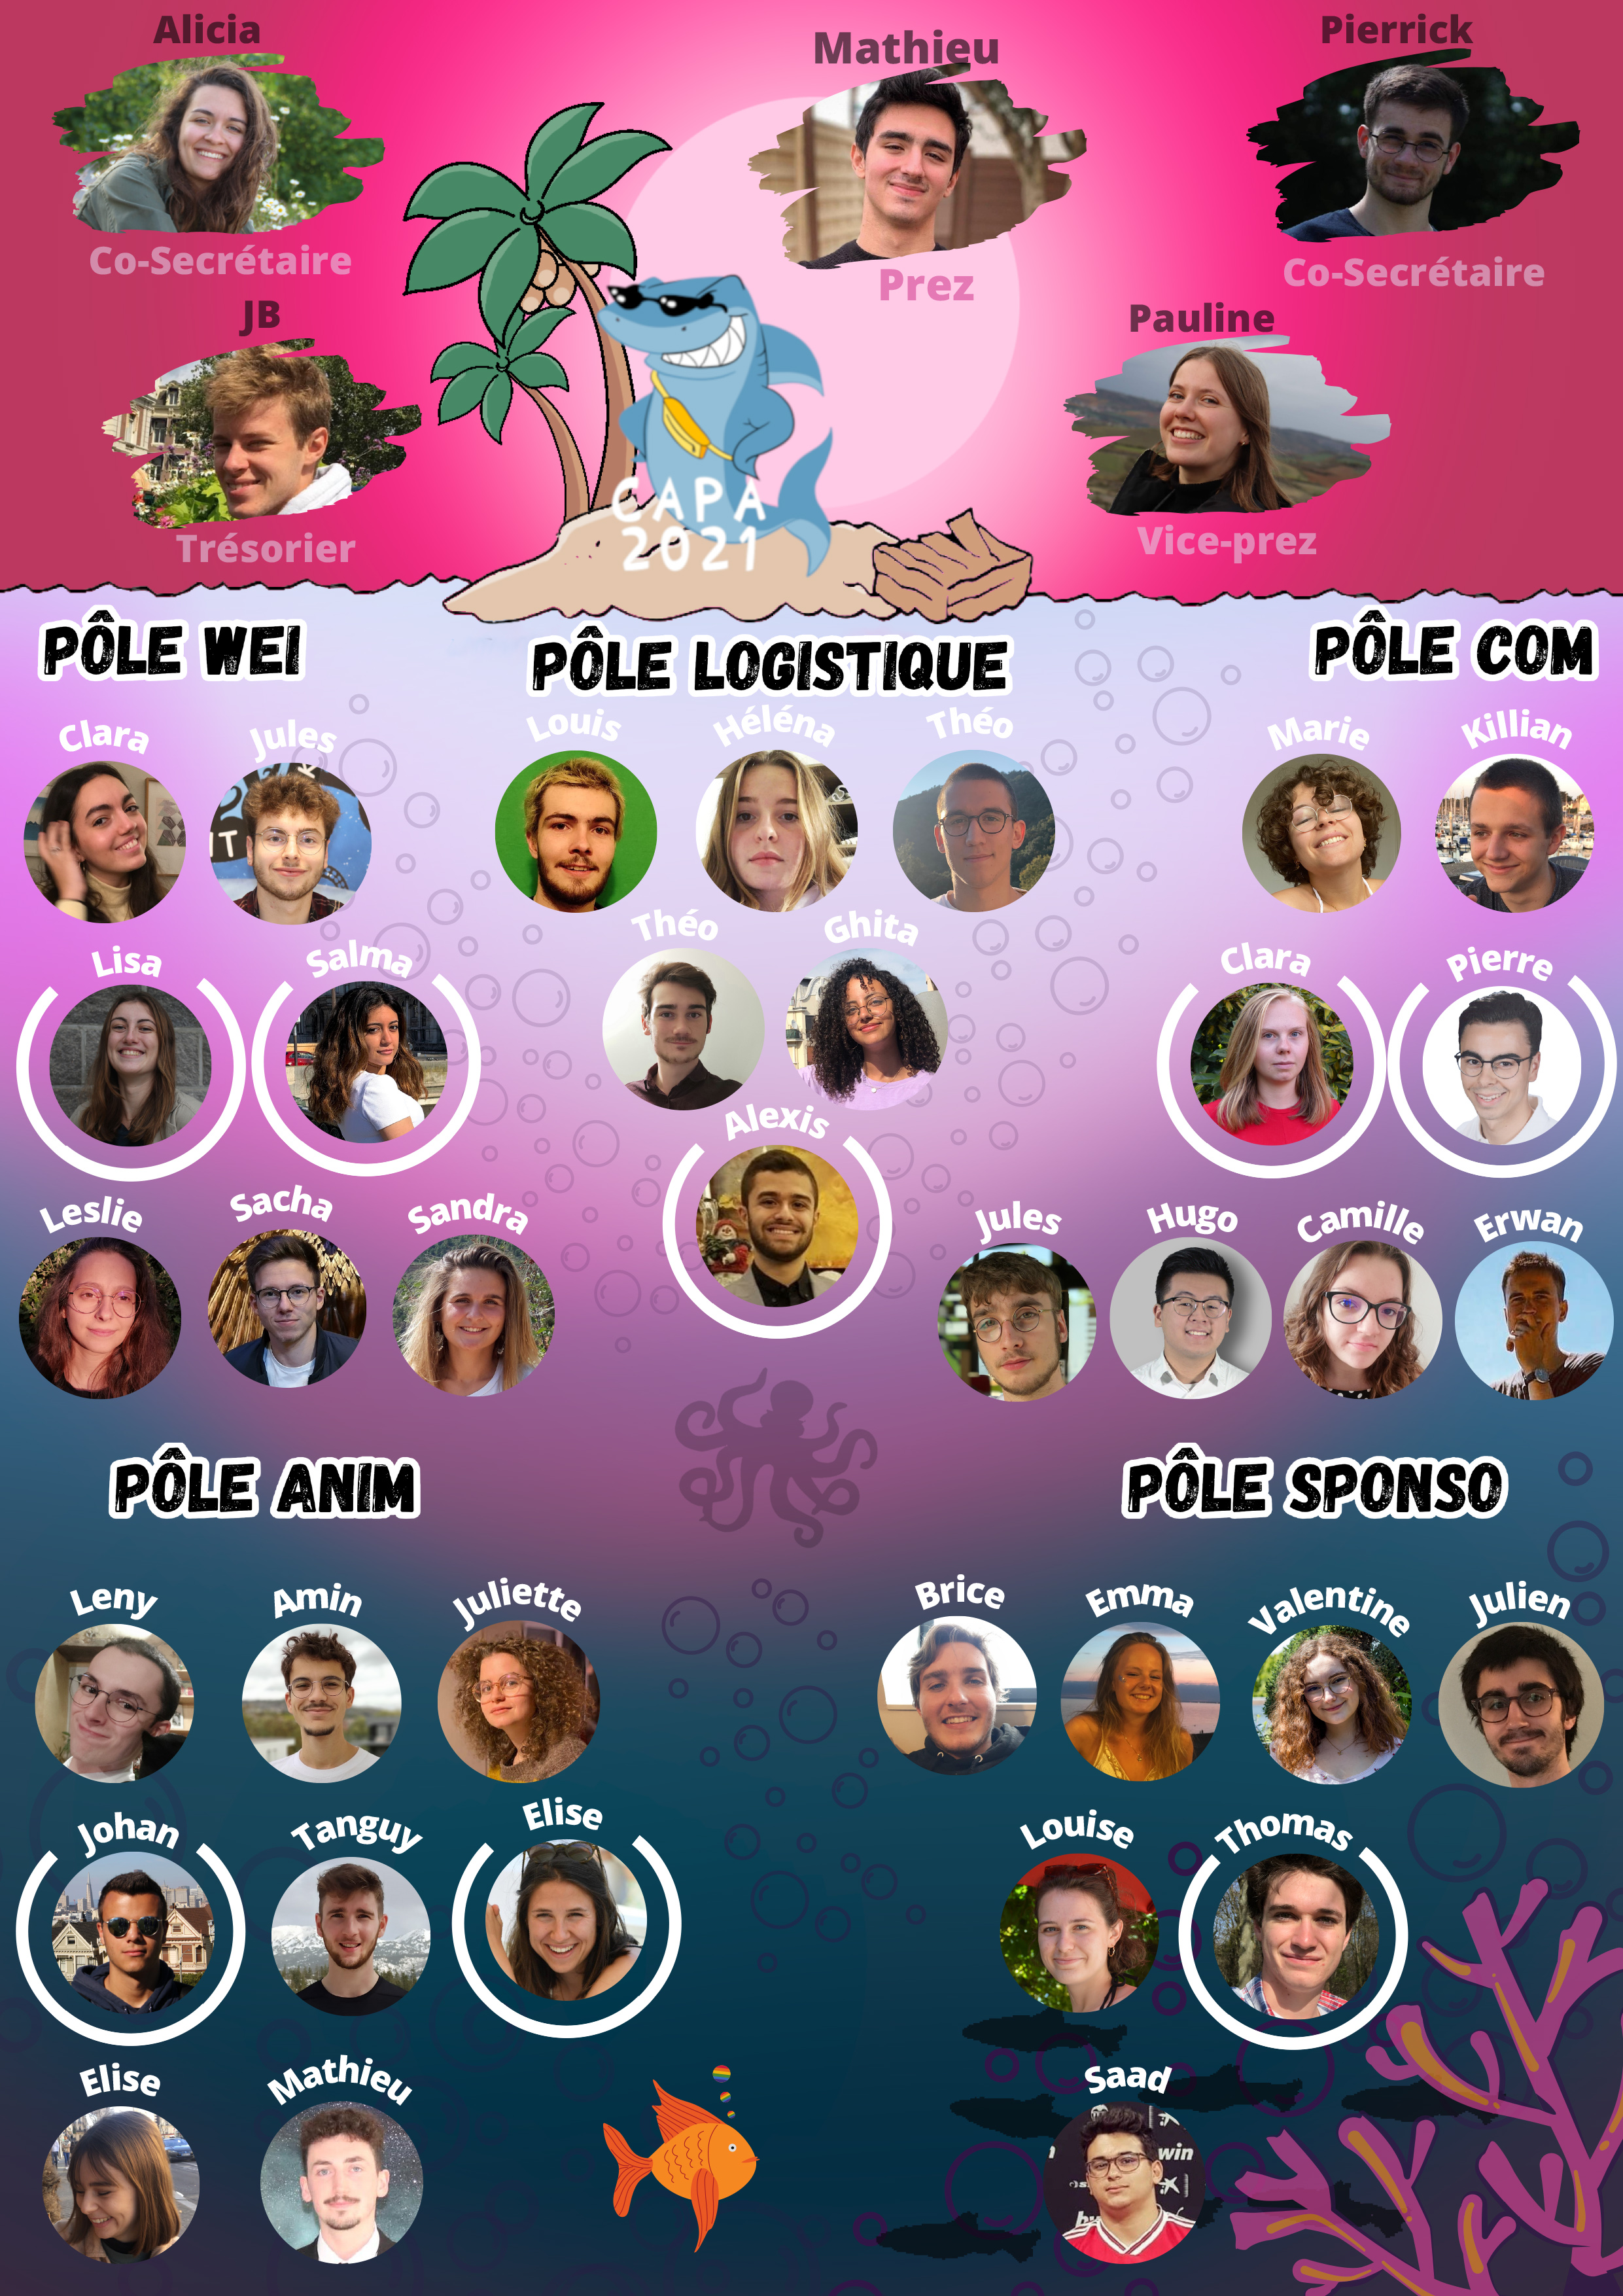 Alicia
Mathieu
Pierrick
Co-Secrétaire
Prez
Co-Secrétaire
JB
Pauline
Trésorier
Vice-prez
CAPA
2021
PÔLE WEI
Clara
Jules
Lisa
Salma
Leslie
Sacha
Sandra
PÔLE LOGISTIQUE
Louis
Héléna
Théo
Théo
Ghita
Alexis
PÔLE COM
Marie
Killian
Clara
Pierre
Jules
Hugo
Camille
Erwan
PÔLE ANIM
Leny
Amin
Juliette
Johan
Tanguy
Elise
Elise
Mathieu
PÔLE SPONSO
Brice
Emma
Valentine
Julien
Louise
Thomas
Saad
win